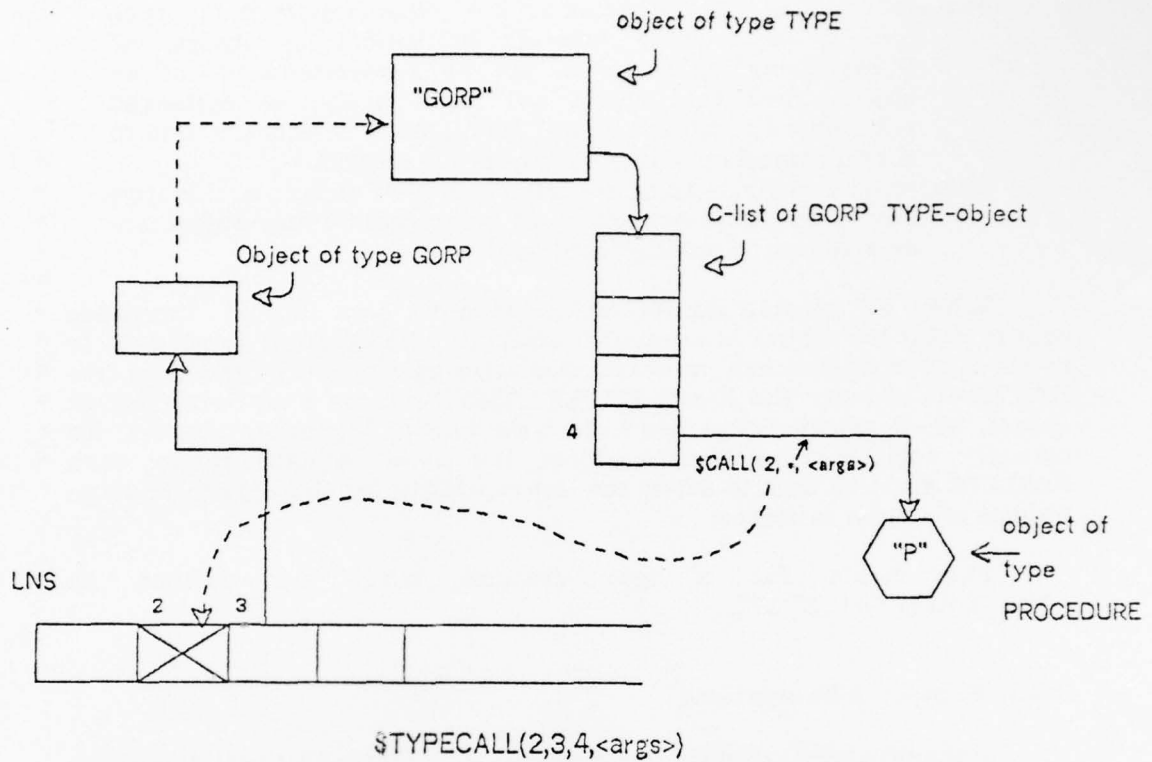 object of type TYPE
"GORP"
C-list of GORP TYPE-object
Object of type GORP
4
$CALL( 2, *, <args>)
"P"
object of
type
PROCEDURE
LNS
2 3
$TYPECALL(2,3,4,<args>)